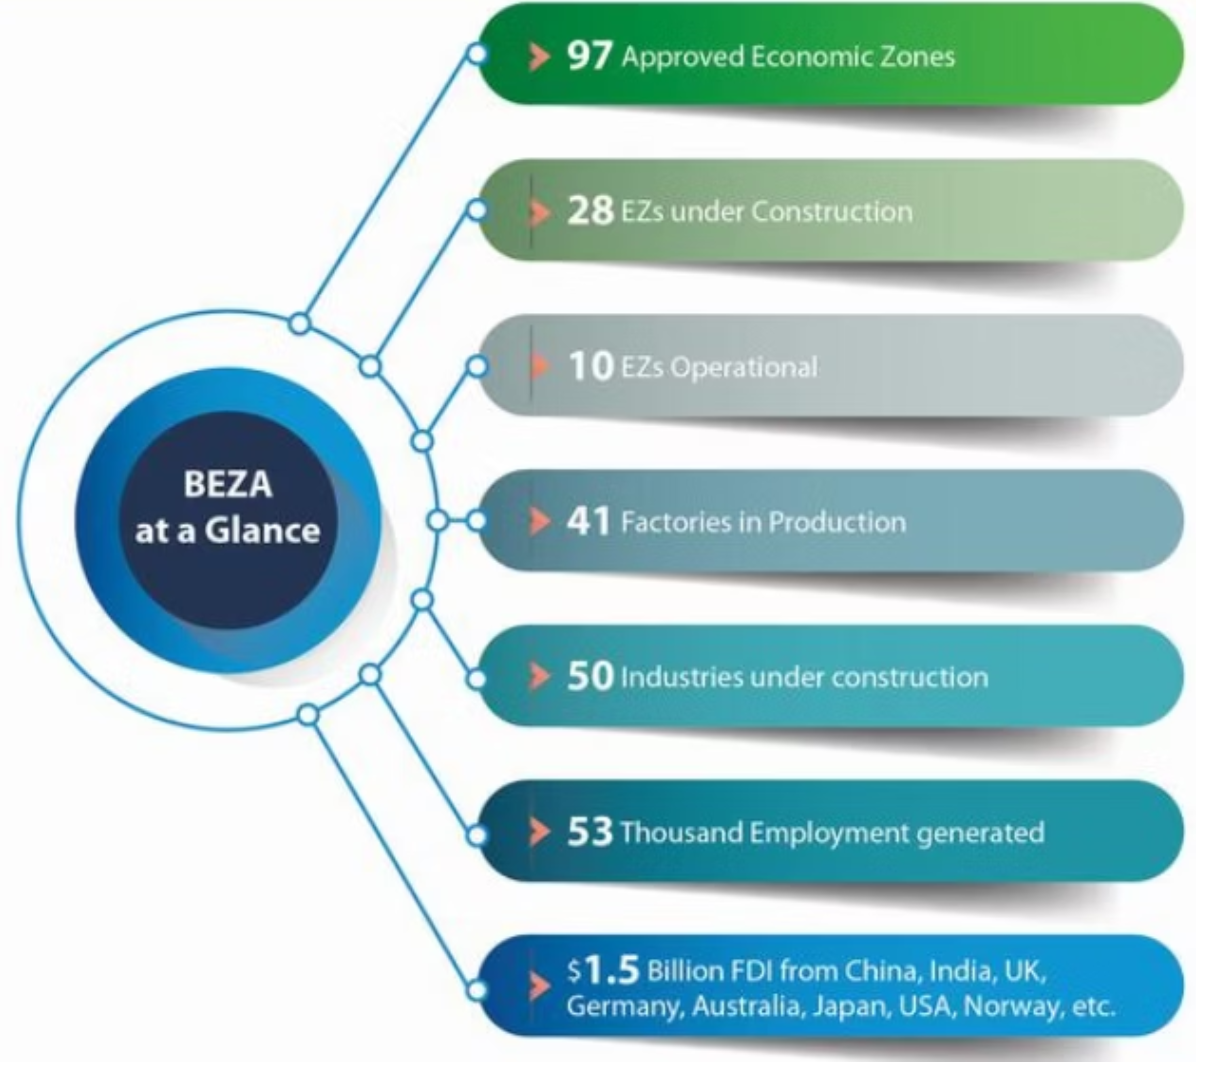 BEZA
at a Glance
97 Approved Economic Zones
28 EZs under Construction
10 EZs Operational
41 Factories in Production
50 Industries under construction
53 Thousand Employment generated
$1.5 Billion FDI from China, India, UK,
Germany, Australia, Japan, USA, Norway, etc.